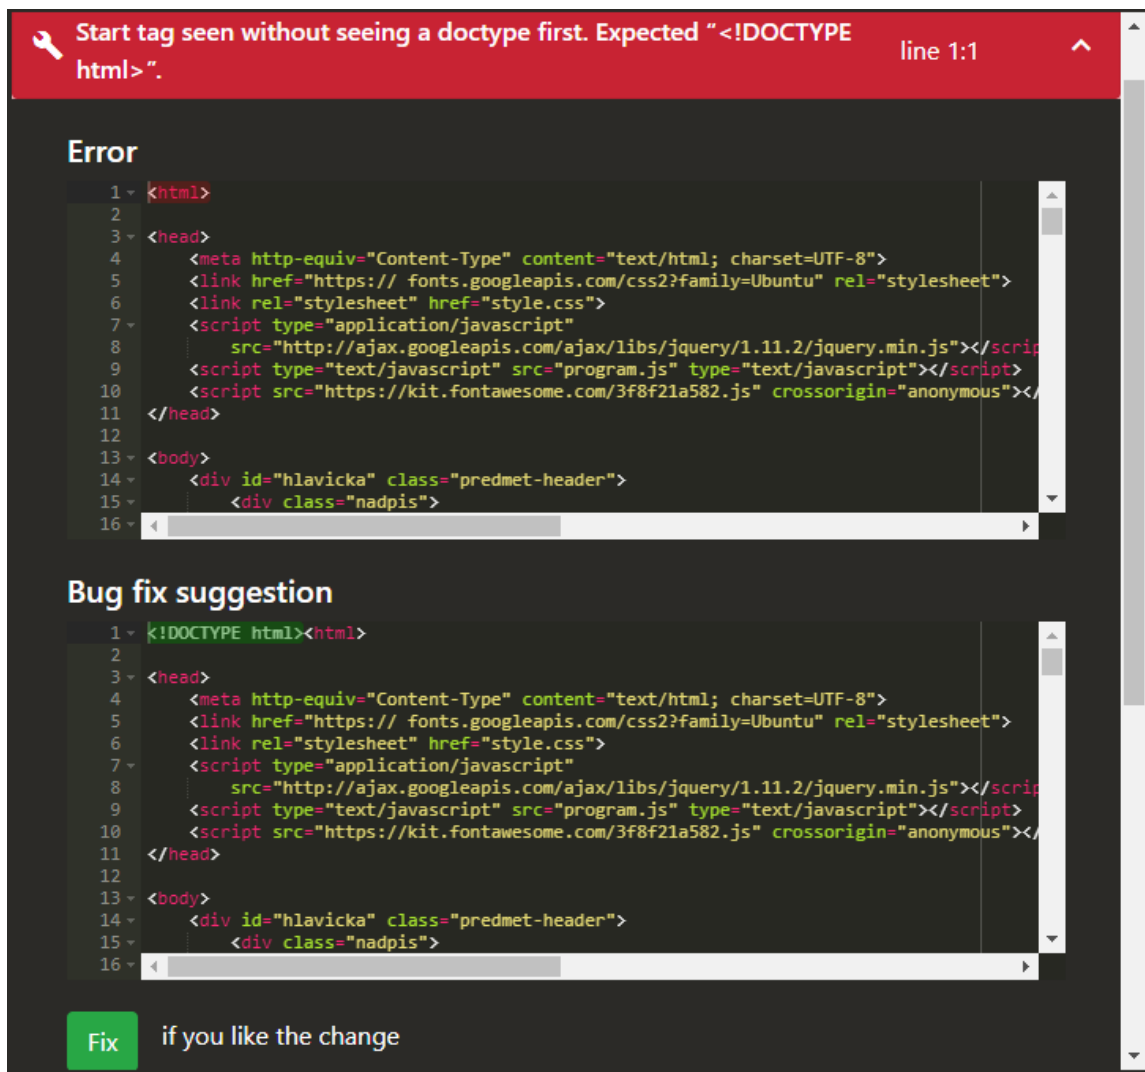 Start tag seen without seeing a doctype first. Expected “<!DOCTYPE
html>”.
line 1:1
Error
1 <html>
2
3 <head>
4 <meta http-equiv="Content-Type" content="text/html; charset=UTF-8">
5 <link href="https:// fonts.googleapis.com/css2?family=Ubuntu" rel="stylesheet">
6 <link rel="stylesheet" href="style.css">
7 <script type="application/javascript"
8 src="http://ajax.googleapis.com/ajax/libs/jquery/1.11.2/jquery.min.js"></scrip
9 <script type="text/javascript" src="program.js" type="text/javascript"></script>
10 <script src="https://kit.fontawesome.com/3f8f21a582.js" crossorigin="anonymous"></
11 </head>
12
13 <body>
14 <div id="hlavicka" class="predmet-header">
15 <div class="nadpis">
16
Bug fix suggestion
1 <!DOCTYPE html><html>
2
3 <head>
4 <meta http-equiv="Content-Type" content="text/html; charset=UTF-8">
5 <link href="https:// fonts.googleapis.com/css2?family=Ubuntu" rel="stylesheet">
6 <link rel="stylesheet" href="style.css">
7 <script type="application/javascript"
8 src="http://ajax.googleapis.com/ajax/libs/jquery/1.11.2/jquery.min.js"></scrip
9 <script type="text/javascript" src="program.js" type="text/javascript"></script>
10 <script src="https://kit.fontawesome.com/3f8f21a582.js" crossorigin="anonymous"></
11 </head>
12
13 <body>
14 <div id="hlavicka" class="predmet-header">
15 <div class="nadpis">
16
Fix if you like the change